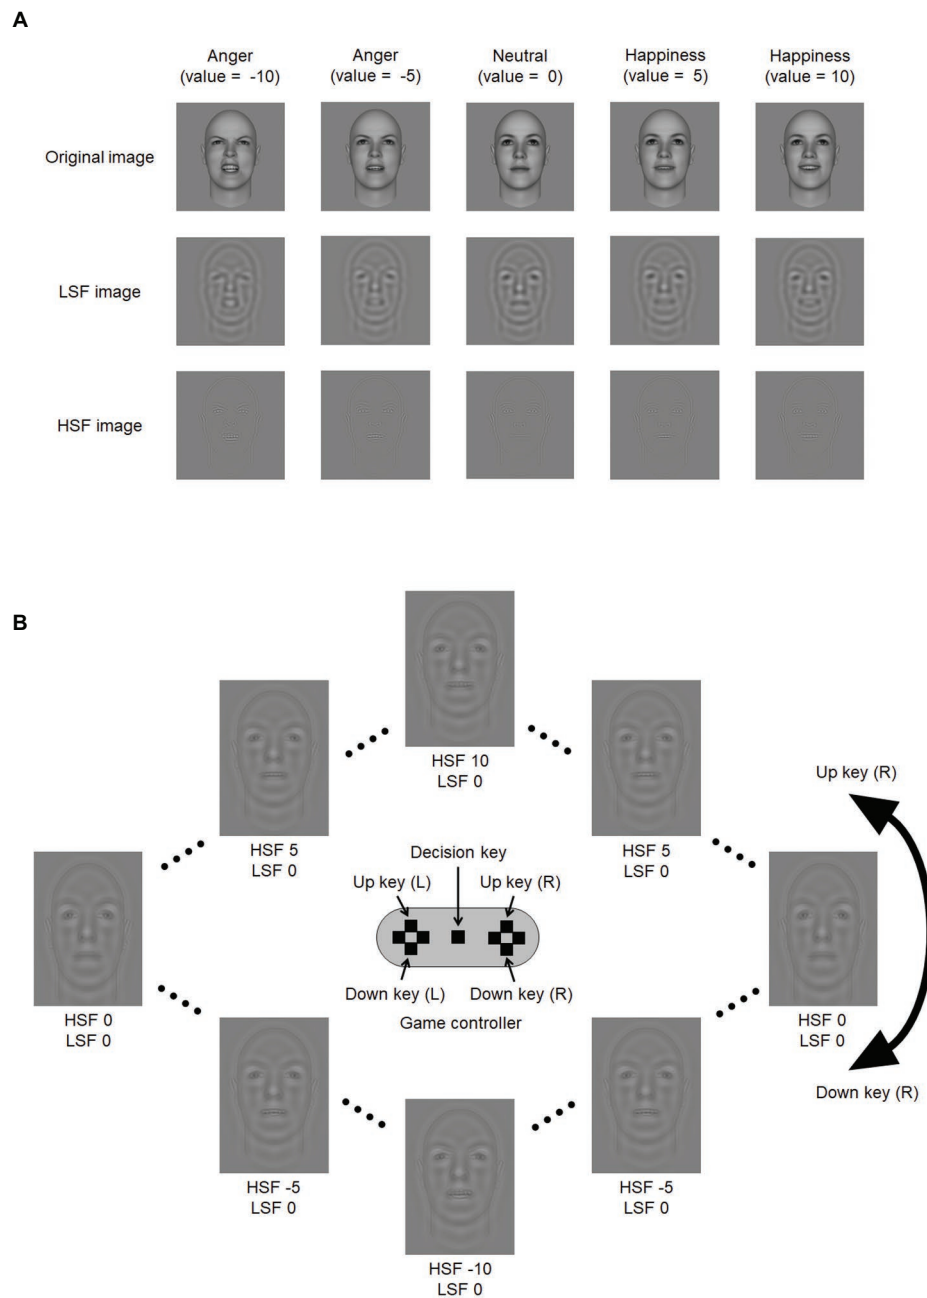 A
Anger Anger Neutral Happiness Happiness
(value = -10) (value = -5) (value = 0) (value = 5) (value = 10)
Original image
LSF image
HSF image
B
HSF 10
LSF 0
Up key (R)
HSF 5
LSF 0
Decision key
HSF 5
LSF 0
Up key (L) Up key (R)
Down key (L) Down key (R)
Game controller
HSF 0
LSF 0
HSF 0
LSF 0
Down key (R)
HSF -5
LSF 0
HSF -5
LSF 0
HSF -10
LSF 0